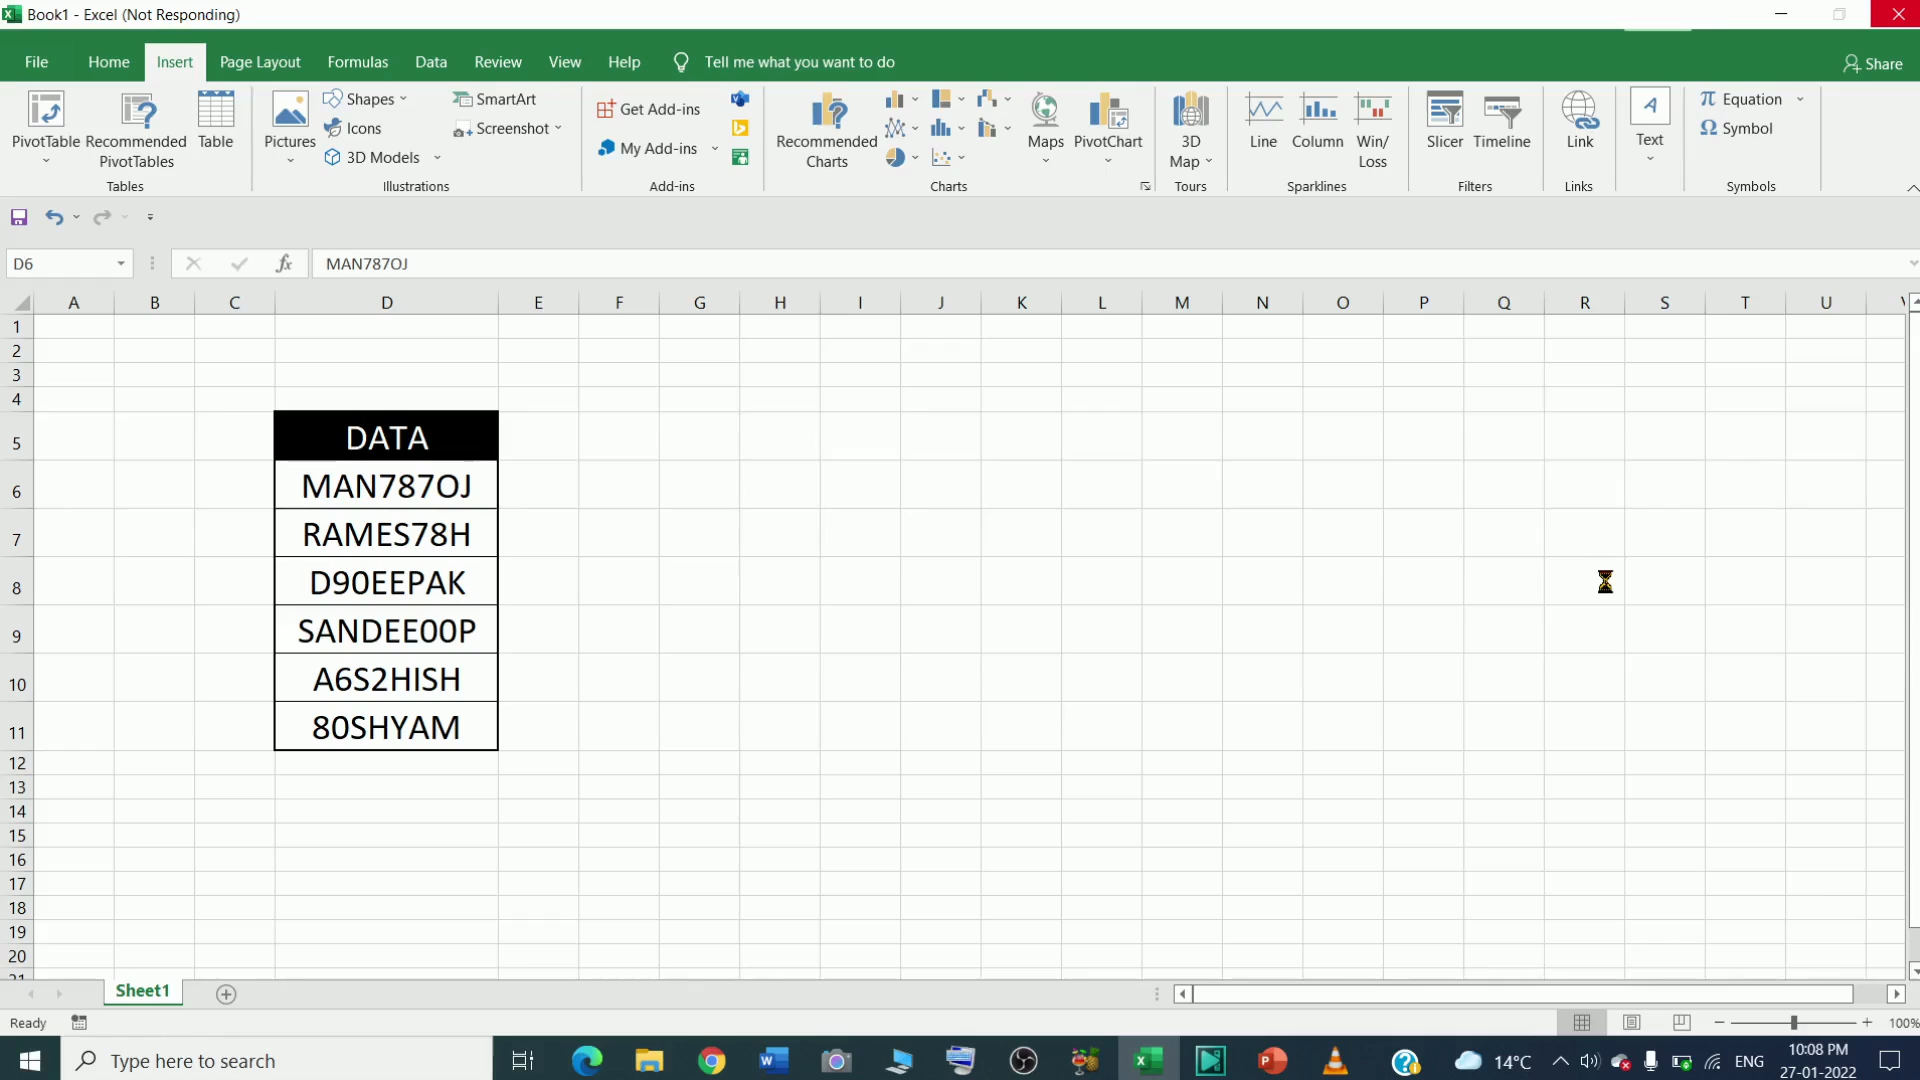 Book1 - Excel (Not Responding)
File Home Insert Page Layout Formulas Data Review View Help Tell me what you want to do Share
PivotTable
Recommended
PivotTables
Table
Tables
Pictures
Shapes
Icons
3D Models
SmartArt
Screenshot
Illustrations
Get Add-ins
My Add-ins
Add-ins
Recommended
Charts
Maps
PivotChart
Charts
3D
Map
Tours
Line
Column
Win/
Loss
Sparklines
Slicer
Timeline
Filters
Link
Links
Text
Equation
Symbol
Symbols
D6 fx MAN787OJ
A B C D E F G H I J K L M N O P Q R S T U
1
2
3
4
5 DATA
6 MAN787OJ
7 RAMES78H
8 D90EEPAK
9 SANDEE00P
10 A6S2HISH
11 80SHYAM
12
13
14
15
16
17
18
19
20
21
Sheet1
Ready 100%
Type here to search
14°C ENG 10:08 PM
27-01-2022